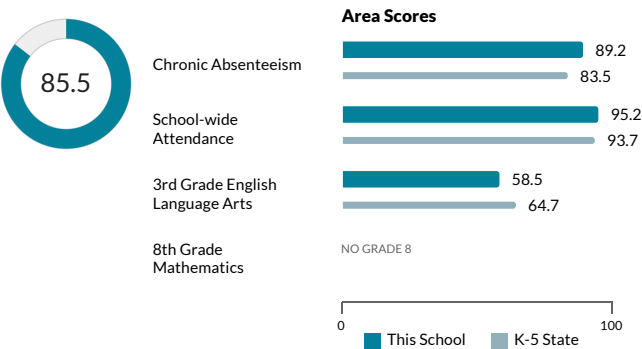 Area Scores
85.5
Chronic Absenteeism
89.2
83.5
School-wide
Attendance
95.2
93.7
3rd Grade English
Language Arts
58.5
64.7
8th Grade
Mathematics
NO GRADE 8
0
100
This School
K-5 State